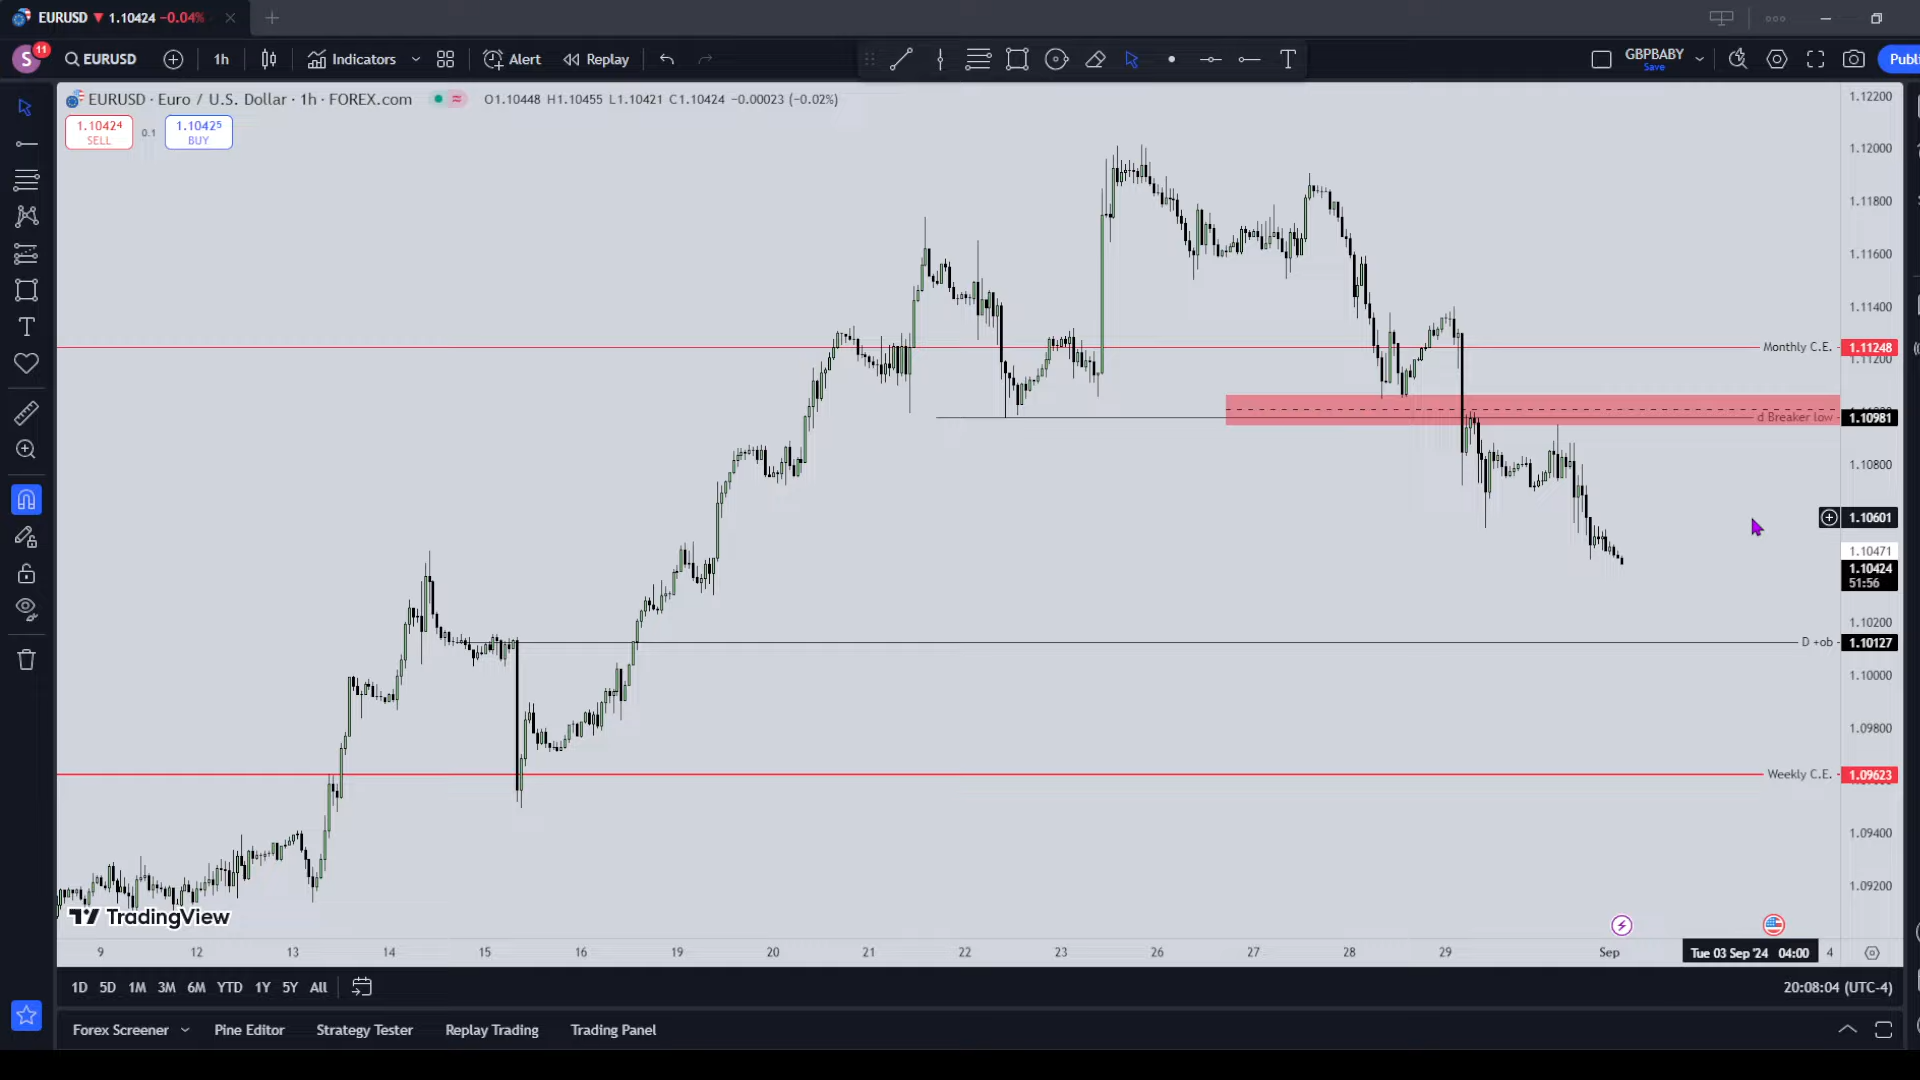 EURUSD ▼ 1.10424 −0.04%
S 11 EURUSD 1h Indicators Alert Replay T GBPBABY Save Publi
EURUSD · Euro / U.S. Dollar · 1h · FOREX.com O1.10448 H1.10455 L1.10421 C1.10424 −0.00023 (−0.02%)
1.10424 SELL 0.1 1.10425 BUY
1.12200
1.12000
1.11800
1.11600
1.11400
Monthly C.E. 1.11248
1.11200
d Breaker low 1.10981
1.10800
1.10601
1.10471
1.10424
51:56
1.10200
D +ob 1.10127
1.10000
1.09800
Weekly C.E. 1.09623
1.09400
1.09200
TradingView
9 12 13 14 15 16 19 20 21 22 23 26 27 28 29 Sep Tue 03 Sep '24 04:00 4
1D 5D 1M 3M 6M YTD 1Y 5Y All 20:08:04 (UTC-4)
Forex Screener Pine Editor Strategy Tester Replay Trading Trading Panel